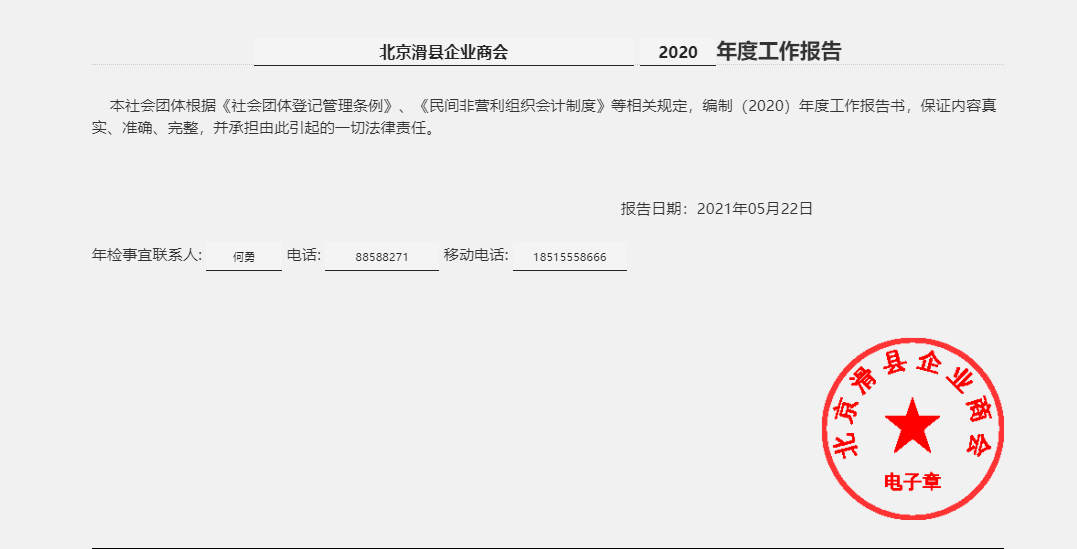 北京滑县企业商会 2020 年度工作报告
本社会团体根据《社会团体登记管理条例》、《民间非营利组织会计制度》等相关规定，编制（2020）年度工作报告书，保证内容真
实、准确、完整，并承担由此引起的一切法律责任。
报告日期：2021年05月22日
年检事宜联系人: 何勇 电话: 88588271 移动电话: 18515558666
北京滑县企业商会
电子章